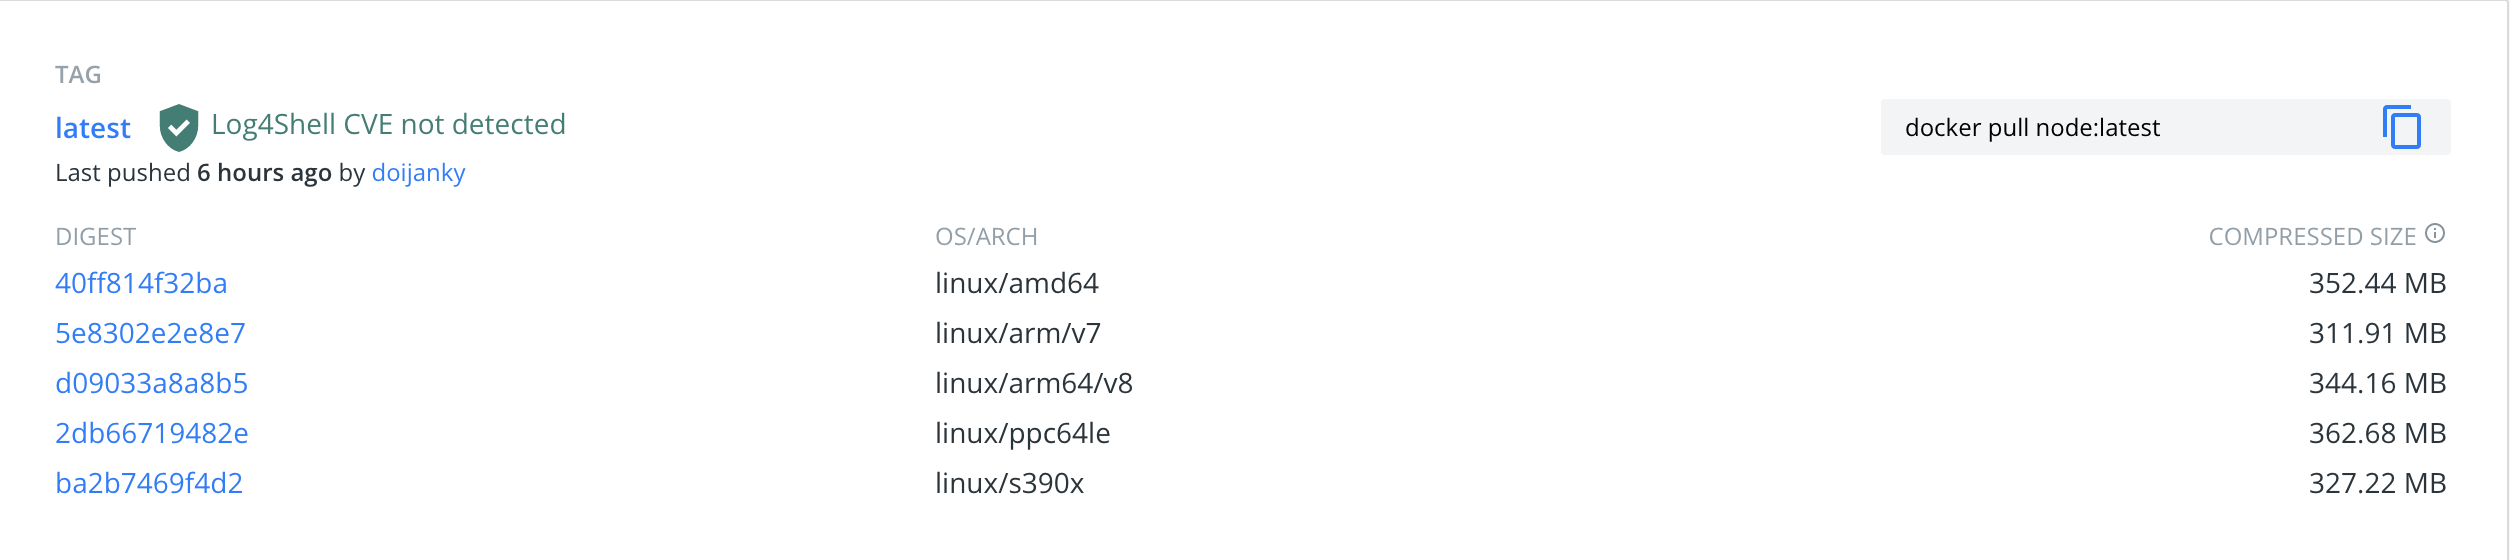 TAG
latest Log4Shell CVE not detected
docker pull node:latest
Last pushed 6 hours ago by doijanky
DIGEST OS/ARCH COMPRESSED SIZE
40ff814f32ba linux/amd64 352.44 MB
5e8302e2e8e7 linux/arm/v7 311.91 MB
d09033a8a8b5 linux/arm64/v8 344.16 MB
2db66719482e linux/ppc64le 362.68 MB
ba2b7469f4d2 linux/s390x 327.22 MB